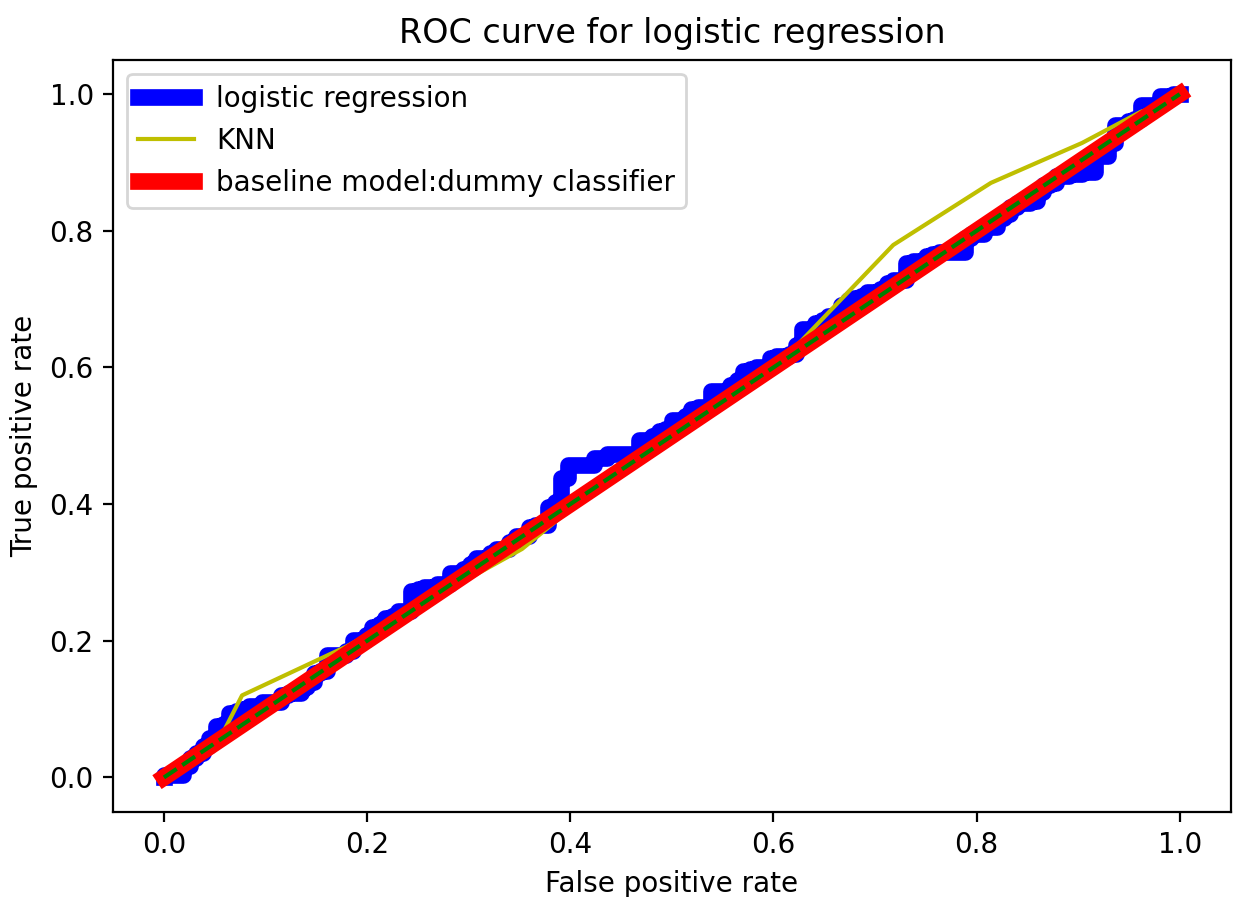 ROC curve for logistic regression
logistic regression
KNN
baseline model:dummy classifier
True positive rate
1.0
0.8
0.6
0.4
0.2
0.0
0.0 0.2 0.4 0.6 0.8 1.0
False positive rate